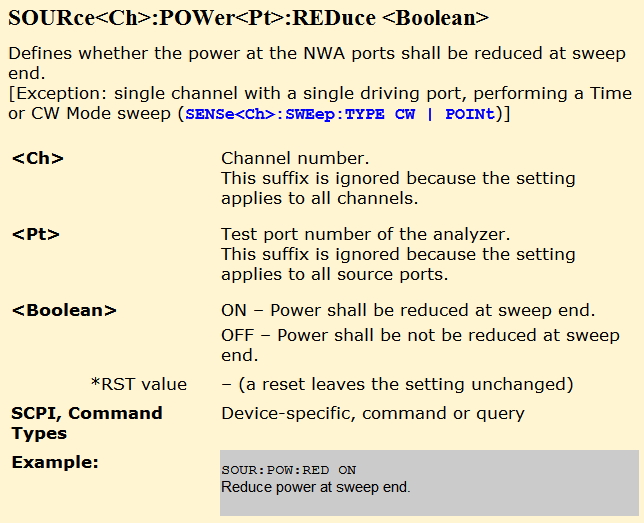 SOURce<Ch>:POWer<Pt>:REDuce <Boolean>
Defines whether the power at the NWA ports shall be reduced at sweep
end.
[Exception: single channel with a single driving port, performing a Time
or CW Mode sweep (SENSe<Ch>:SWEep:TYPE CW | POINt)]
<Ch> Channel number.
This suffix is ignored because the setting
applies to all channels.
<Pt> Test port number of the analyzer.
This suffix is ignored because the setting
applies to all source ports.
<Boolean> ON – Power shall be reduced at sweep end.
OFF – Power shall be not be reduced at sweep
end.
*RST value – (a reset leaves the setting unchanged)
SCPI, Command Device-specific, command or query
Types
Example:
SOUR:POW:RED ON
Reduce power at sweep end.